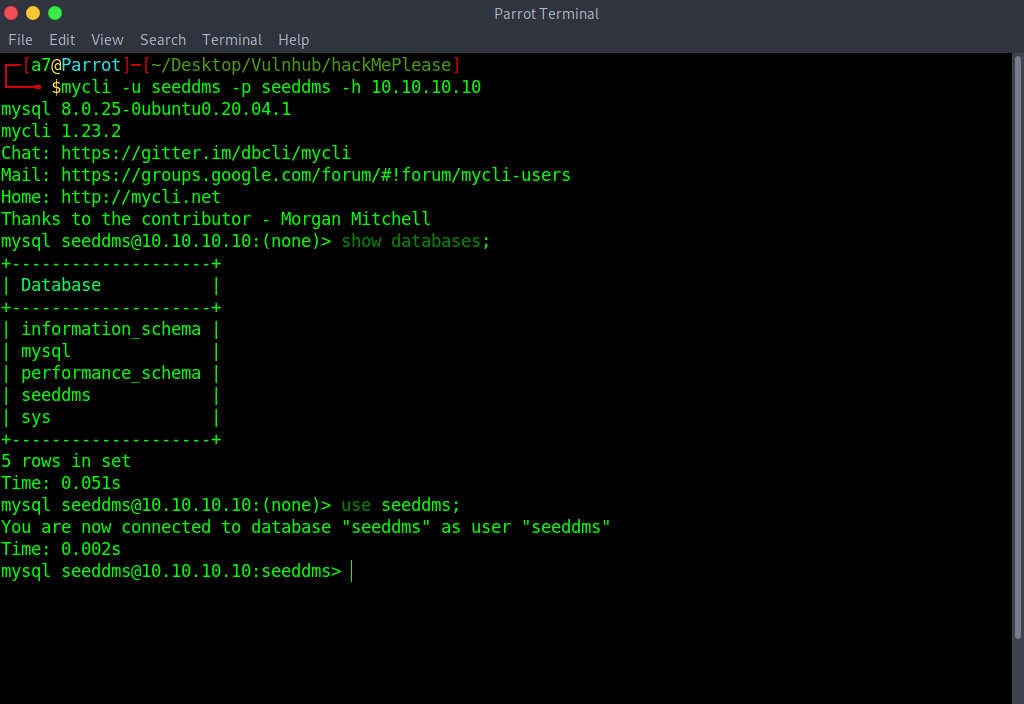 Parrot Terminal
File Edit View Search Terminal Help
┌─[a7@Parrot]─[~/Desktop/Vulnhub/hackMePlease]
└──╼ $mycli -u seeddms -p seeddms -h 10.10.10.10
mysql 8.0.25-0ubuntu0.20.04.1
mycli 1.23.2
Chat: https://gitter.im/dbcli/mycli
Mail: https://groups.google.com/forum/#!forum/mycli-users
Home: http://mycli.net
Thanks to the contributor - Morgan Mitchell
mysql seeddms@10.10.10.10:(none)> show databases;
+--------------------+
| Database           |
+--------------------+
| information_schema |
| mysql              |
| performance_schema |
| seeddms            |
| sys                |
+--------------------+
5 rows in set
Time: 0.051s
mysql seeddms@10.10.10.10:(none)> use seeddms;
You are now connected to database "seeddms" as user "seeddms"
Time: 0.002s
mysql seeddms@10.10.10.10:seeddms>